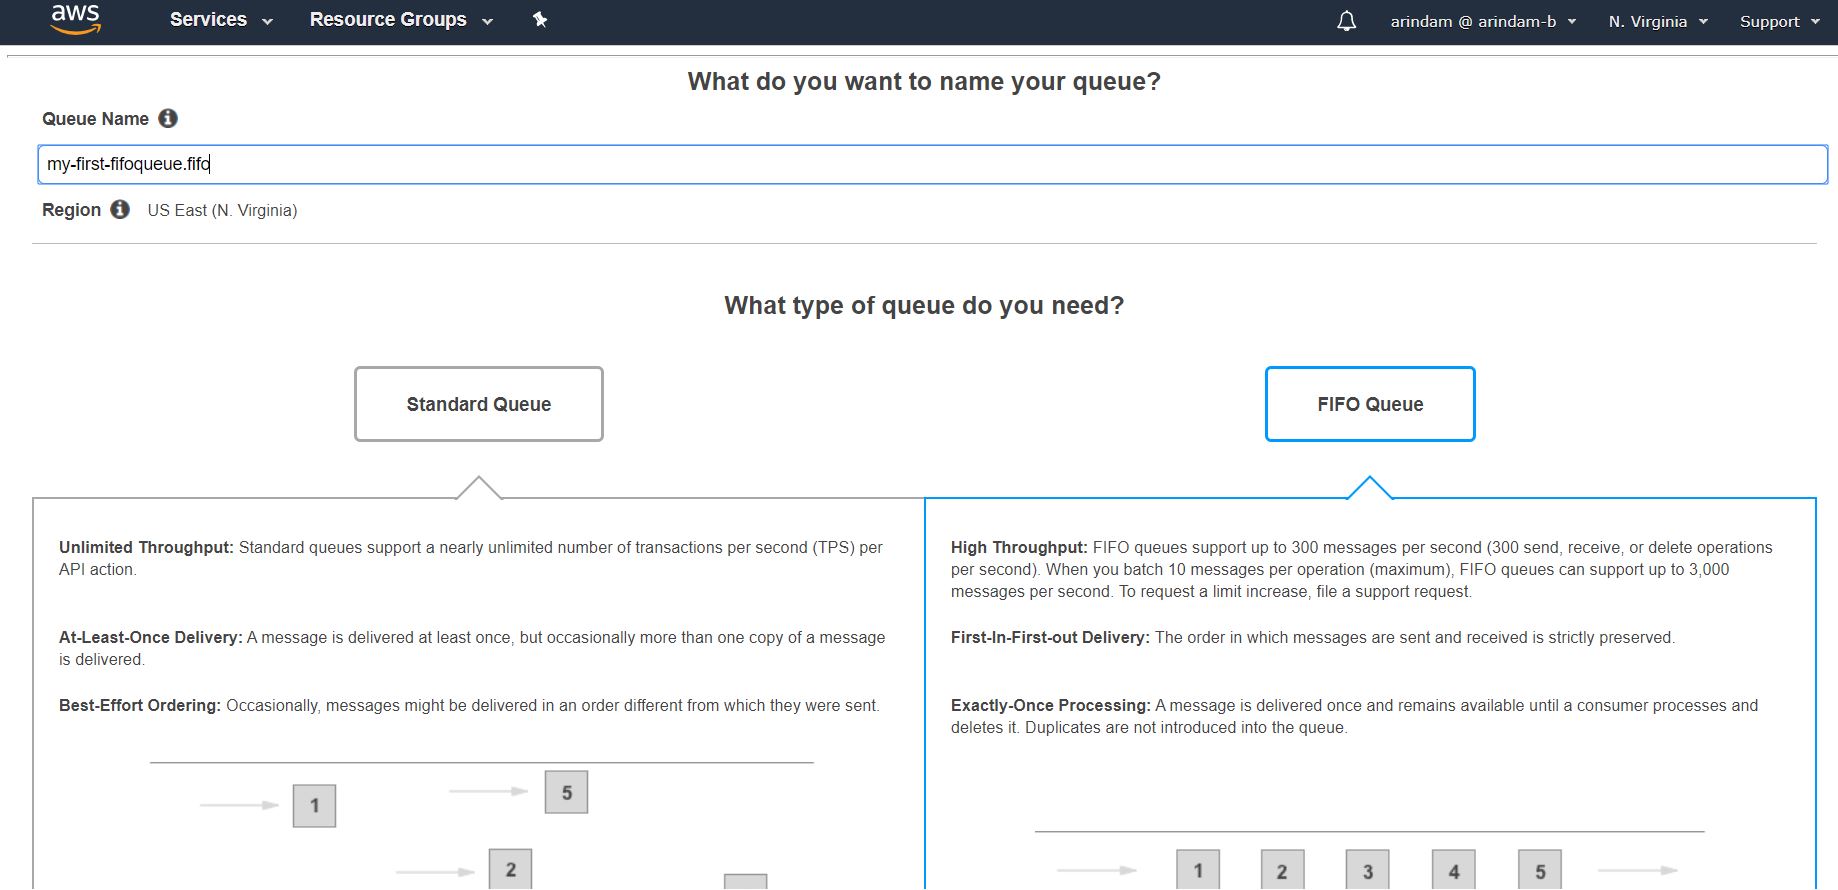 aws Services Resource Groups arindam @ arindam-b N. Virginia Support
What do you want to name your queue?
Queue Name
my-first-fifoqueue.fifo
Region US East (N. Virginia)
What type of queue do you need?
Standard Queue
FIFO Queue
Unlimited Throughput: Standard queues support a nearly unlimited number of transactions per second (TPS) per
API action.
At-Least-Once Delivery: A message is delivered at least once, but occasionally more than one copy of a message
is delivered.
Best-Effort Ordering: Occasionally, messages might be delivered in an order different from which they were sent.
1
5
2
High Throughput: FIFO queues support up to 300 messages per second (300 send, receive, or delete operations
per second). When you batch 10 messages per operation (maximum), FIFO queues can support up to 3,000
messages per second. To request a limit increase, file a support request.
First-In-First-out Delivery: The order in which messages are sent and received is strictly preserved.
Exactly-Once Processing: A message is delivered once and remains available until a consumer processes and
deletes it. Duplicates are not introduced into the queue.
1 2 3 4 5